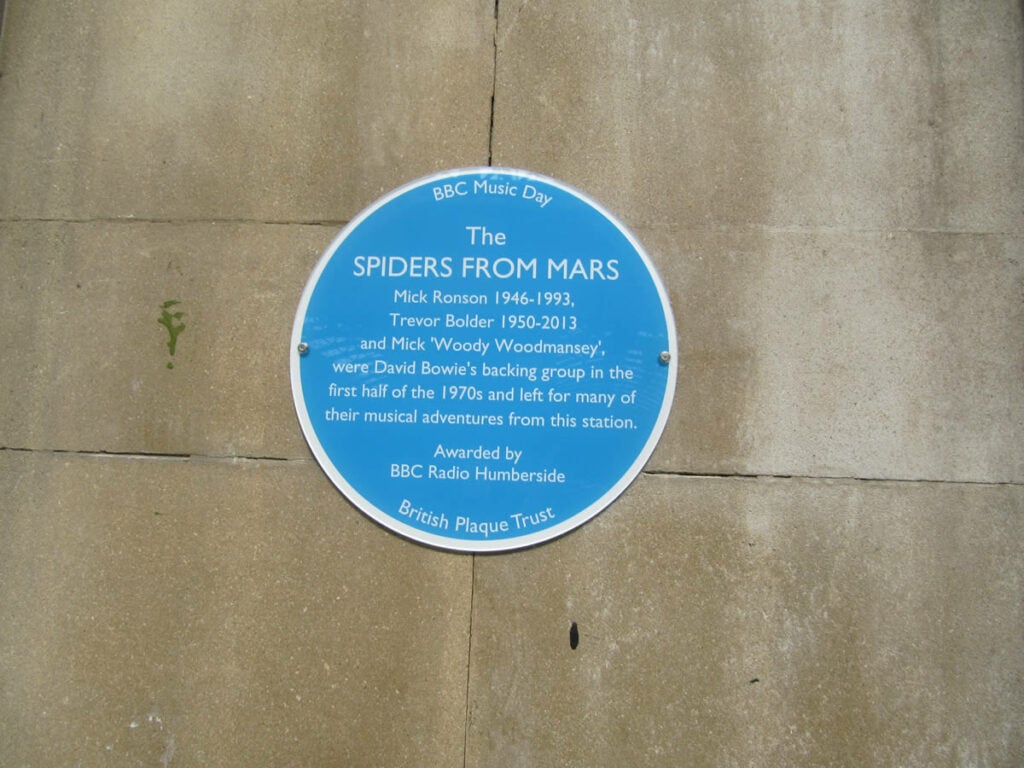 BBC Music Day
The
SPIDERS FROM MARS
Mick Ronson 1946-1993,
Trevor Bolder 1950-2013
and Mick 'Woody Woodmansey',
were David Bowie's backing group in the
first half of the 1970s and left for many of
their musical adventures from this station.
Awarded by
BBC Radio Humberside
British Plaque Trust